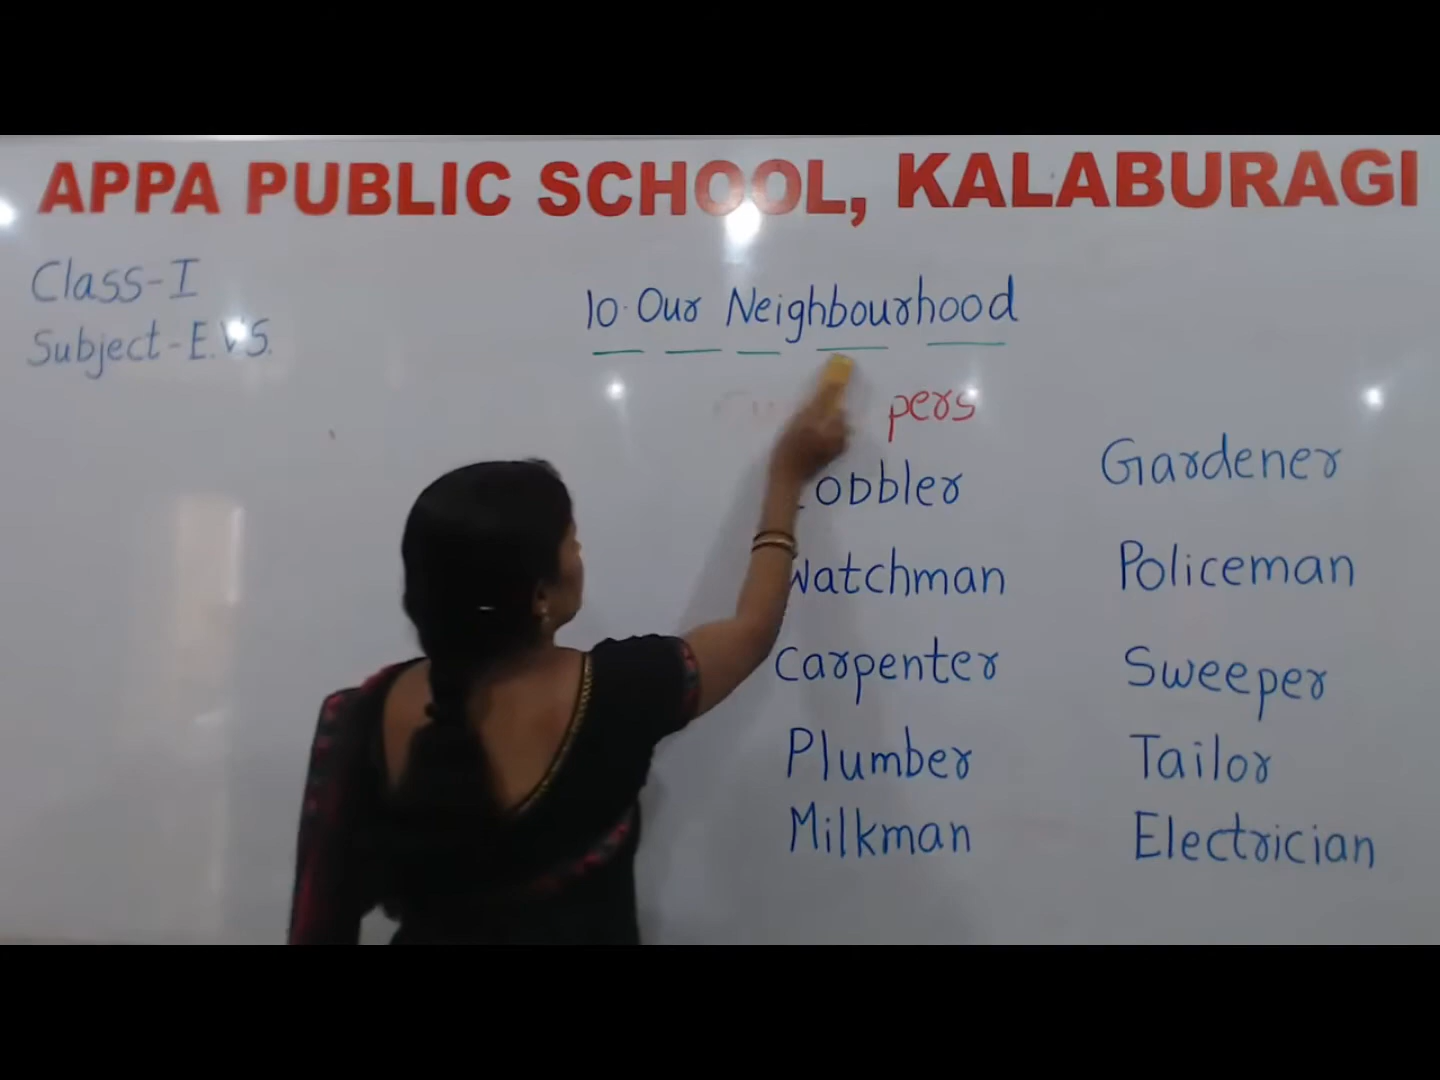 APPA PUBLIC SCHOOL, KALABURAGI
Class-I
Subject-E.V.S.
10. Our Neighbourhood
pers
obbler
Watchman
Carpenter
Plumber
Milkman
Gardener
Policeman
Sweeper
Tailor
Electrician